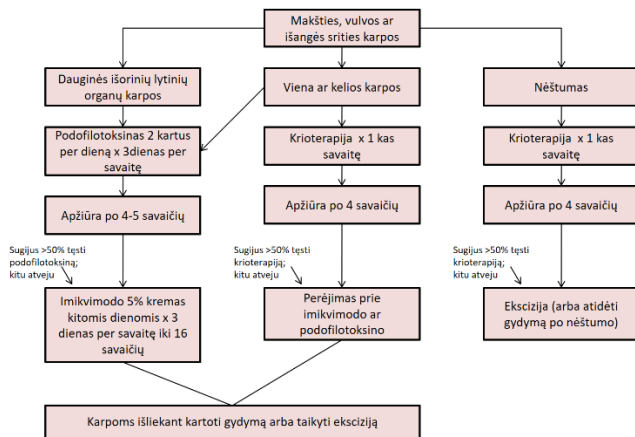 Makšties, vulvos ar
išangės srities karpos
Dauginės išorinių lytinių
organų karpos
Viena ar kelios karpos
Nėštumas
Podofilotoksinas 2 kartus
per dieną x 3dienas per
savaitę
Krioterapija x 1 kas
savaitę
Krioterapija x 1 kas
savaitę
Apžiūra po 4-5 savaičių
Apžiūra po 4 savaičių
Apžiūra po 4 savaičių
Sugijus >50% tęsti
podofilotoksiną;
kitu atveju
Sugijus >50% tęsti
krioterapiją;
kitu atveju
Sugijus >50% tęsti
krioterapiją;
kitu atveju
Imikvimodo 5% kremas
kitomis dienomis x 3
dienas per savaitę iki 16
savaičių
Perėjimas prie
imikvimodo ar
podofilotoksino
Ekscizija (arba atidėti
gydymą po nėštumo)
Karpoms išliekant kartoti gydymą arba taikyti eksciziją